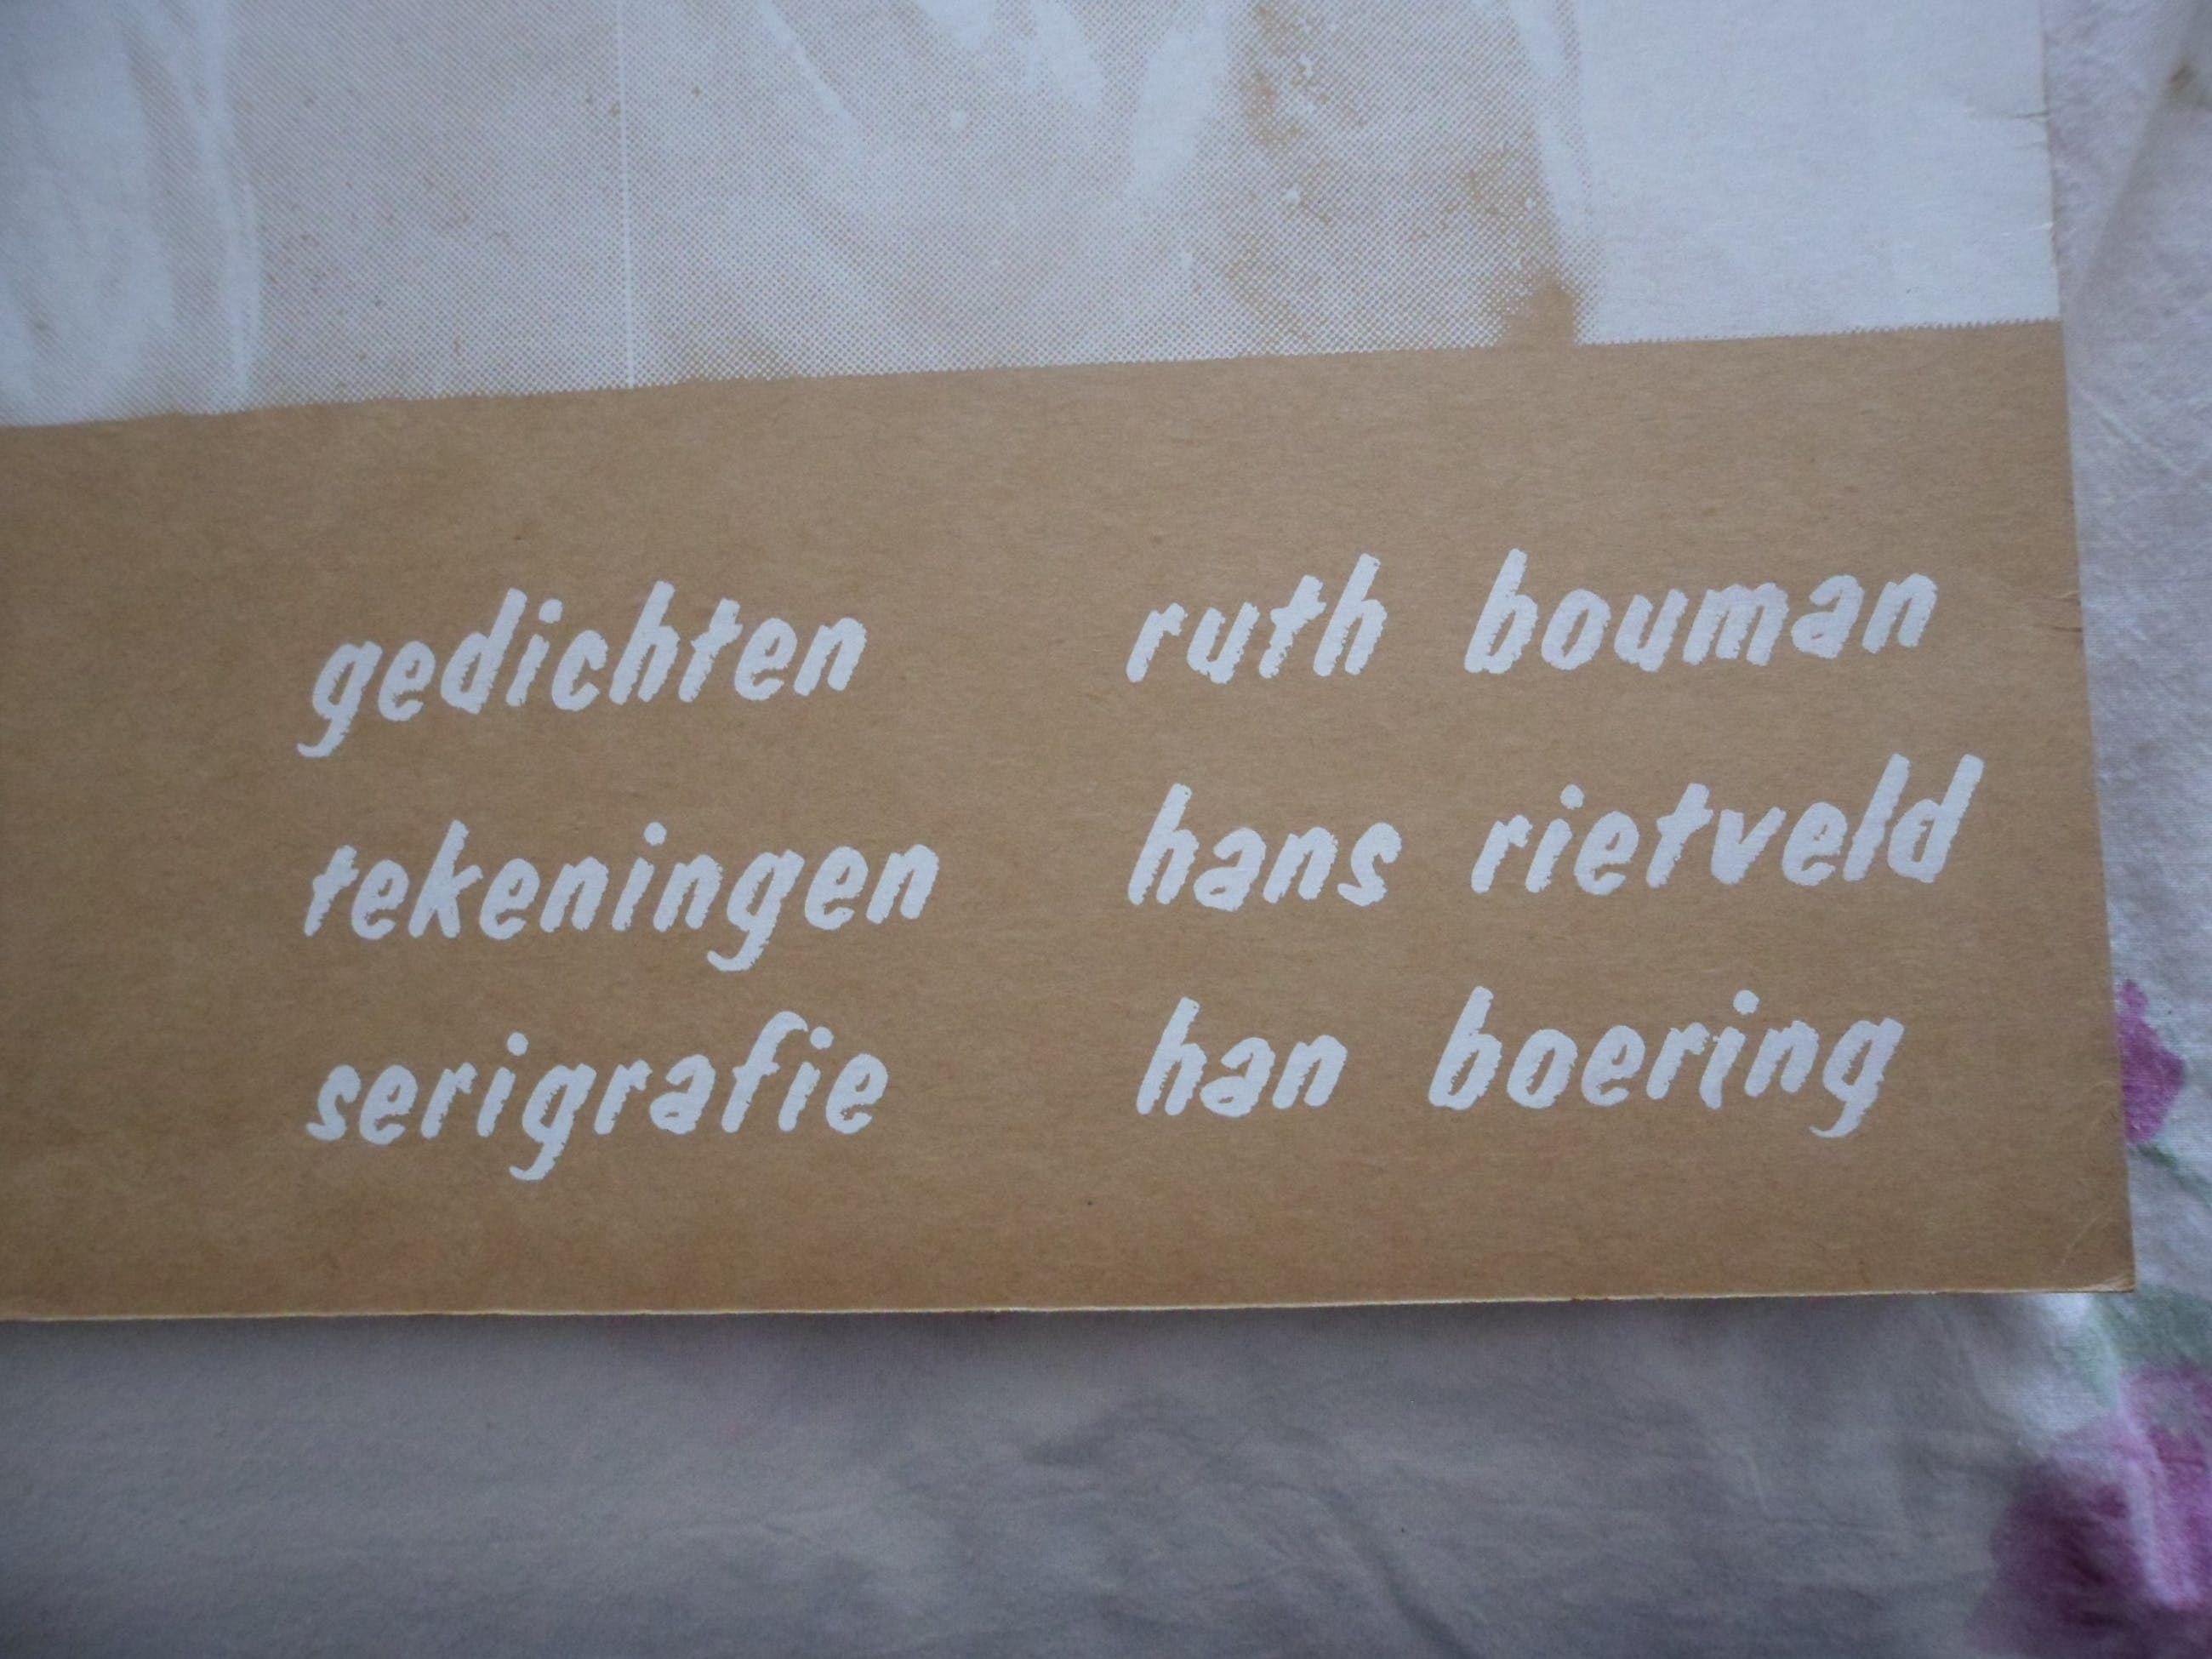 gedichten ruth bouman
tekeningen hans rietveld
serigrafie han boering